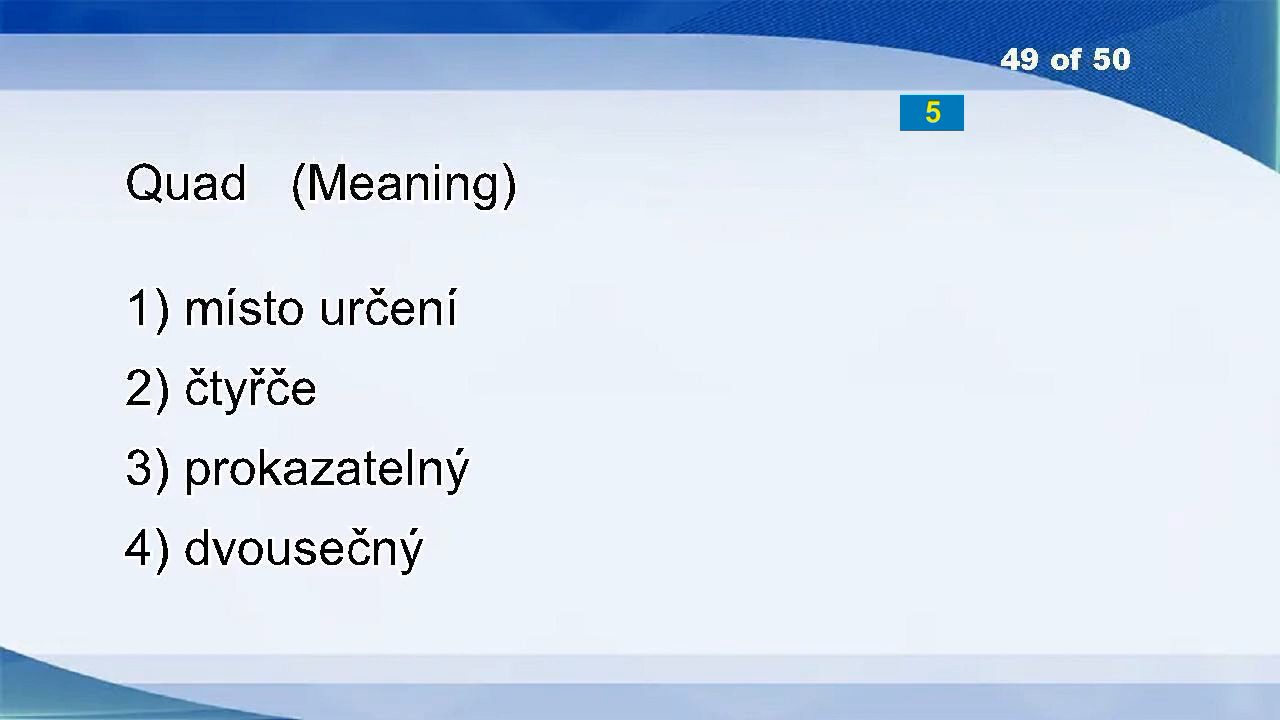 49 of 50
5
Quad (Meaning)
1) místo určení
2) čtyřče
3) prokazatelný
4) dvousečný